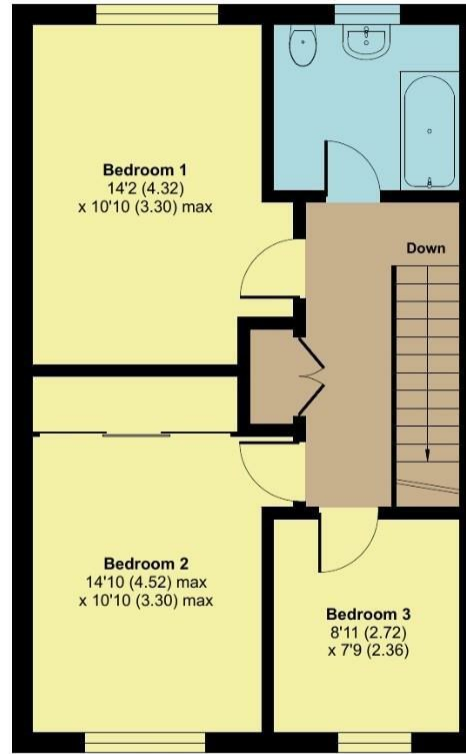 Bedroom 1
14'2 (4.32)
x 10'10 (3.30) max
Down
Bedroom 2
14'10 (4.52) max
x 10'10 (3.30) max
Bedroom 3
8'11 (2.72)
x 7'9 (2.36)